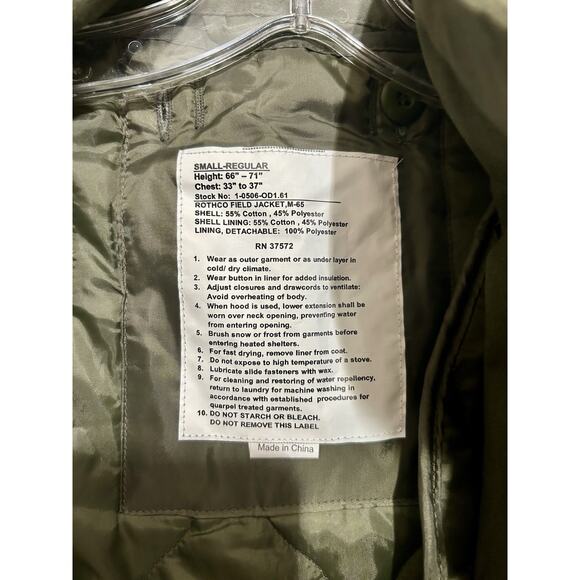 SMALL-REGULAR
Height: 66" – 71"
Chest: 33" to 37"
Stock No: 1-0506-OD1.61
ROTHCO FIELD JACKET,M-65
SHELL: 55% Cotton , 45% Polyester
SHELL LINING: 55% Cotton , 45% Polyester
LINING, DETACHABLE: 100% Polyester
RN 37572
1. Wear as outer garment or as under layer in
cold/ dry climate.
2. Wear button in liner for added insulation.
3. Adjust closures and drawcords to ventilate:
Avoid overheating of body.
4. When hood is used, lower extension shall be
worn over neck opening, preventing water
from entering opening.
5. Brush snow or frost from garments before
entering heated shelters.
6. For fast drying, remove liner from coat.
7. Do not expose to high temperature of a stove.
8. Lubricate slide fasteners with wax.
9. For cleaning and restoring of water repellency,
return to laundry for machine washing in
accordance with established procedures for
quarpel treated garments.
10. DO NOT STARCH OR BLEACH.
DO NOT REMOVE THIS LABEL
Made in China